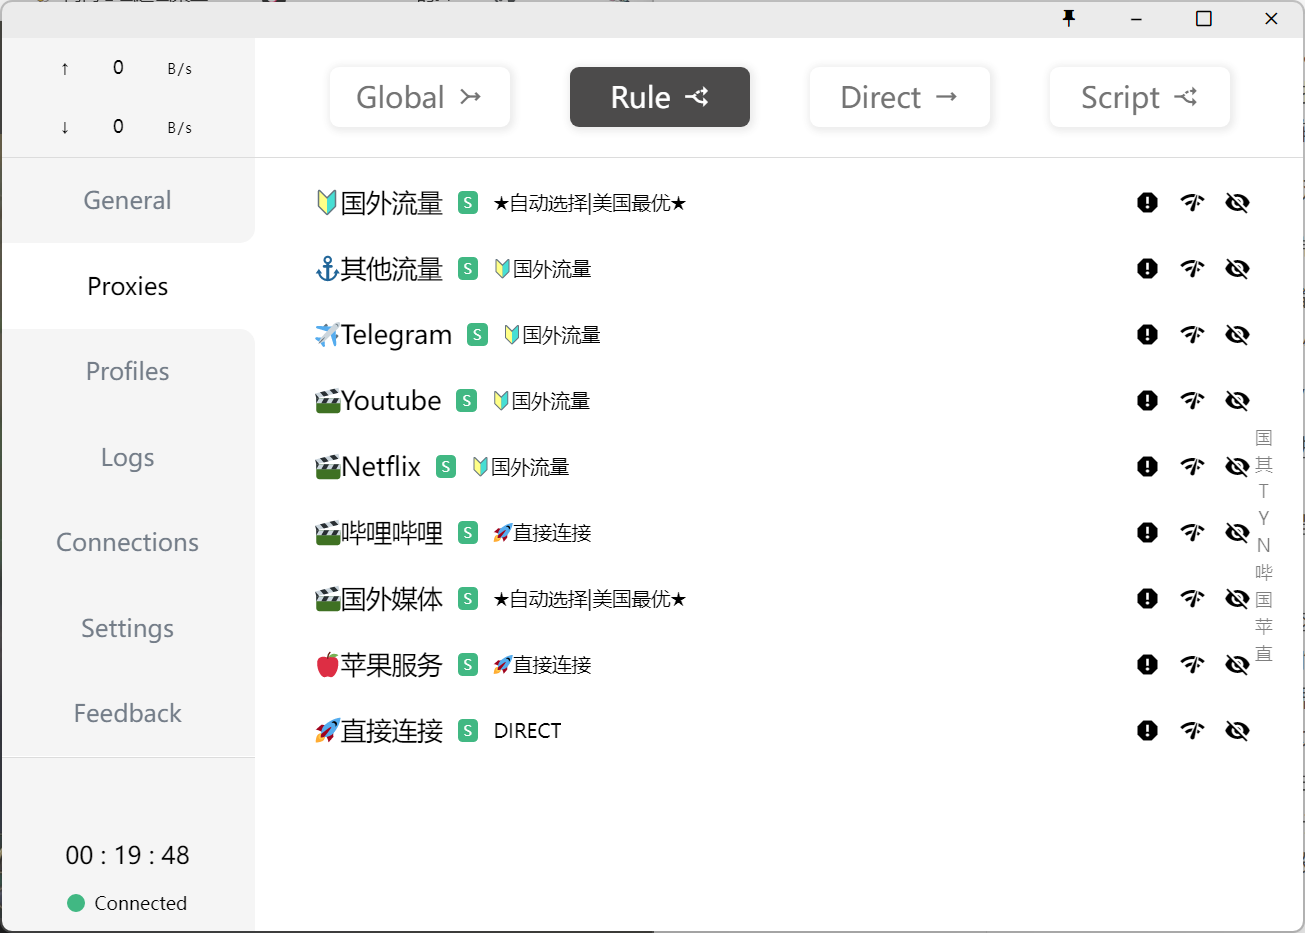 ↑ 0 B/s
↓ 0 B/s
Global
Rule
Direct
Script
General
Proxies
Profiles
Logs
Connections
Settings
Feedback
00 : 19 : 48
Connected
🔰国外流量 S ★自动选择|美国最优★
⚓其他流量 S 🔰国外流量
✈️Telegram S 🔰国外流量
🎬Youtube S 🔰国外流量
🎬Netflix S 🔰国外流量
🎬哔哩哔哩 S 🚀直接连接
🎬国外媒体 S ★自动选择|美国最优★
🍎苹果服务 S 🚀直接连接
🚀直接连接 S DIRECT
国
其
T
Y
N
哔
国
苹
直